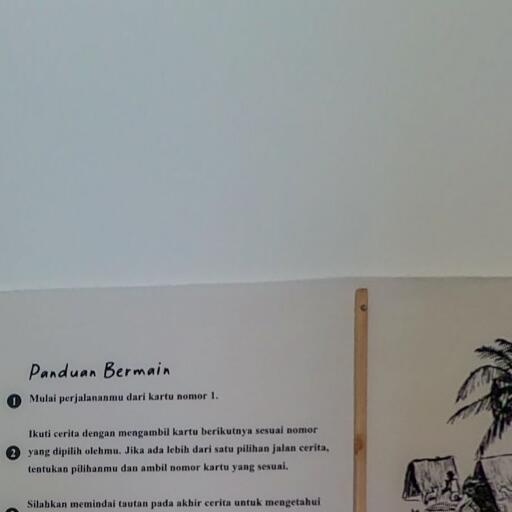 Panduan Bermain
1 Mulai perjalananmu dari kartu nomor 1.
Ikuti cerita dengan mengambil kartu berikutnya sesuai nomor
2 yang dipilih olehmu. Jika ada lebih dari satu pilihan jalan cerita,
tentukan pilihanmu dan ambil nomor kartu yang sesuai.
Silahkan memindai tautan pada akhir cerita untuk mengetahui